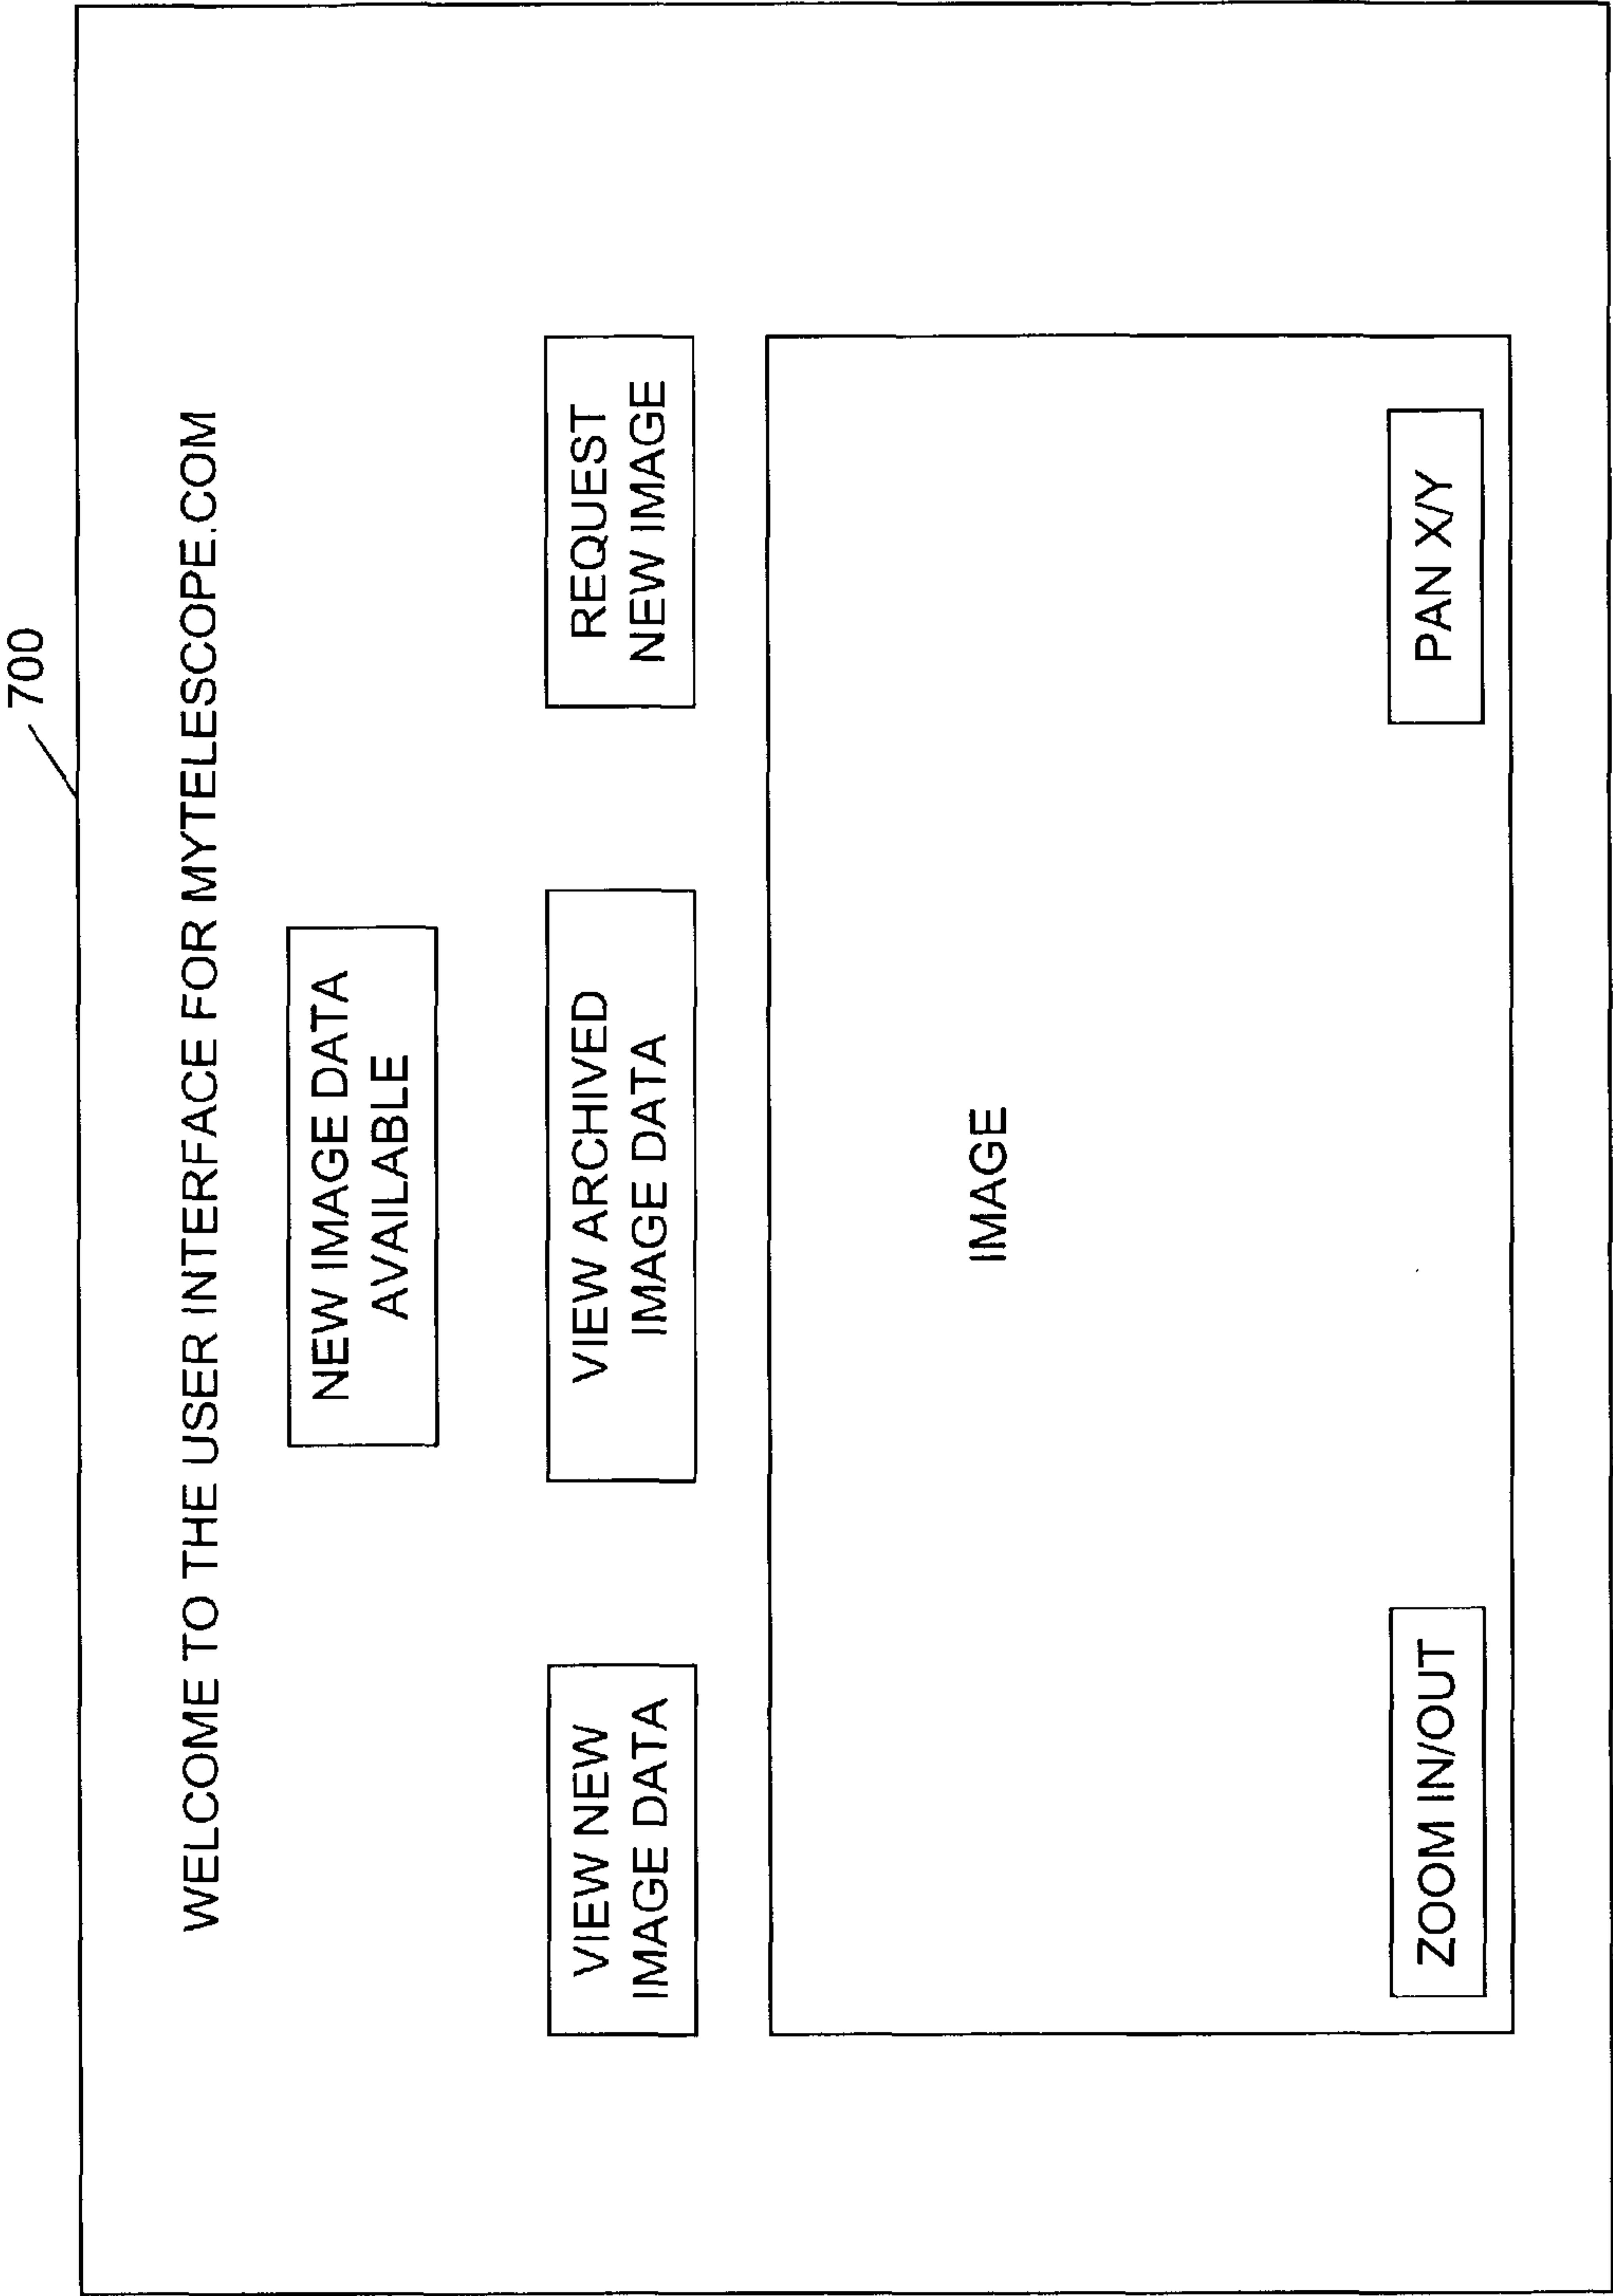 700
WELCOME TO THE USER INTERFACE FOR MYTELESCOPE.COM
NEW IMAGE DATA
AVAILABLE
VIEW NEW
IMAGE DATA
VIEW ARCHIVED
IMAGE DATA
REQUEST
NEW IMAGE
IMAGE
ZOOM IN/OUT
PAN X/Y